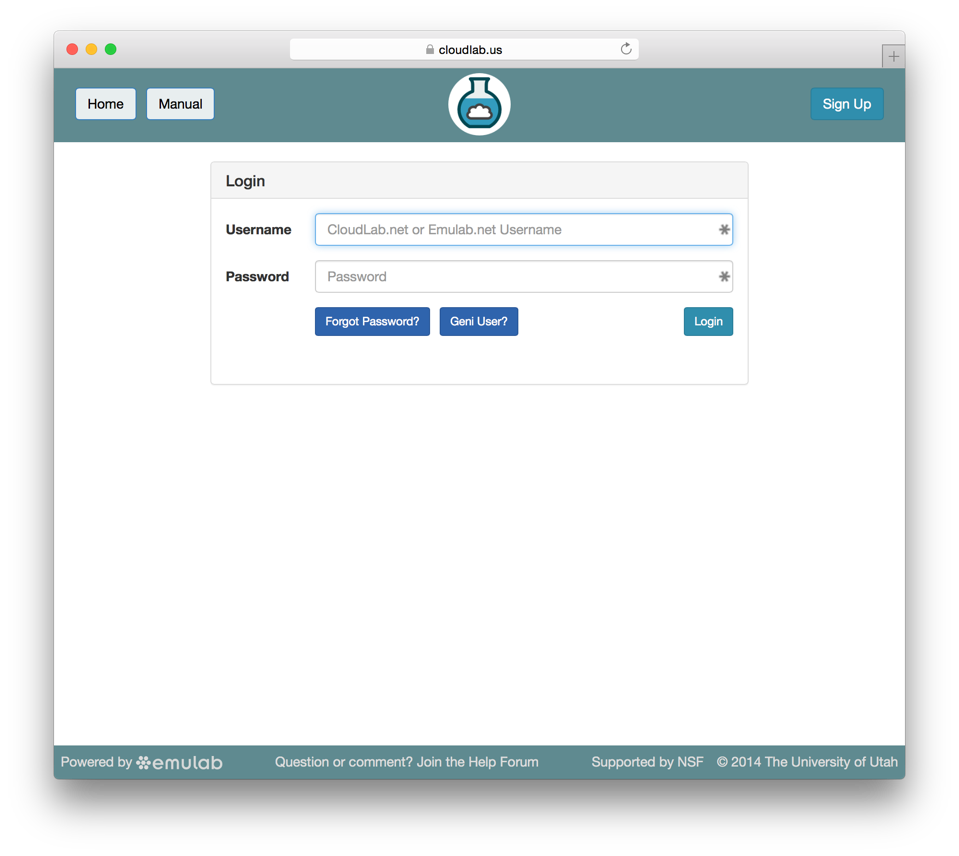 cloudlab.us
Home Manual Sign Up
Login
Username CloudLab.net or Emulab.net Username
Password Password
Forgot Password? Geni User? Login
Powered by emulab Question or comment? Join the Help Forum Supported by NSF © 2014 The University of Utah